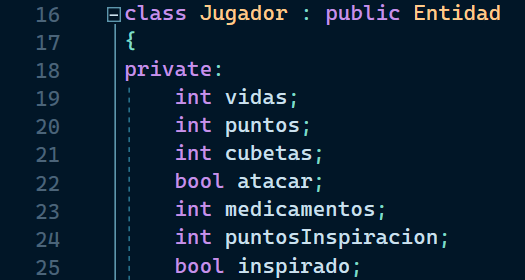 16 class Jugador : public Entidad
17 {
18 private:
19 int vidas;
20 int puntos;
21 int cubetas;
22 bool atacar;
23 int medicamentos;
24 int puntosInspiracion;
25 bool inspirado;